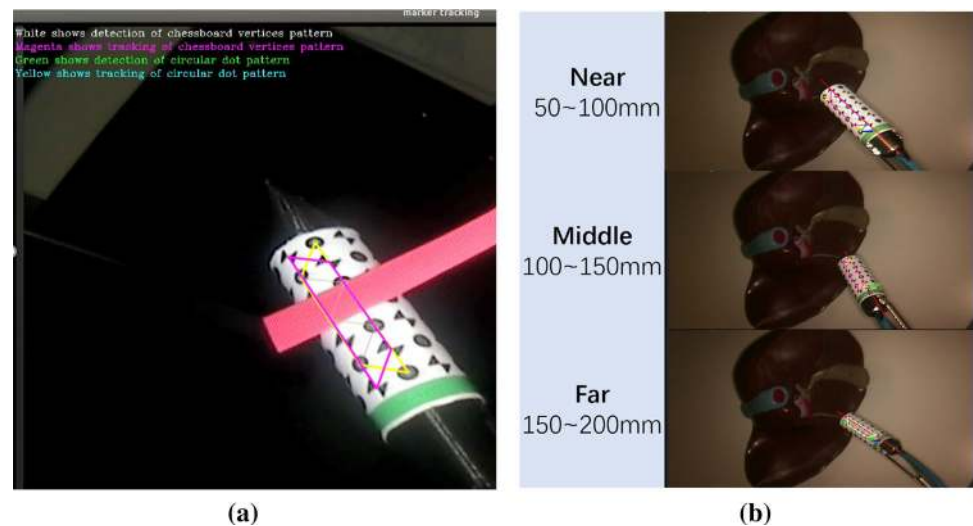 marker tracking
White shows detection of chessboard vertices pattern
Magenta shows tracking of chessboard vertices pattern
Green shows detection of circular dot pattern
Yellow shows tracking of circular dot pattern
Near
50~100mm
Middle
100~150mm
Far
150~200mm
(a)
(b)